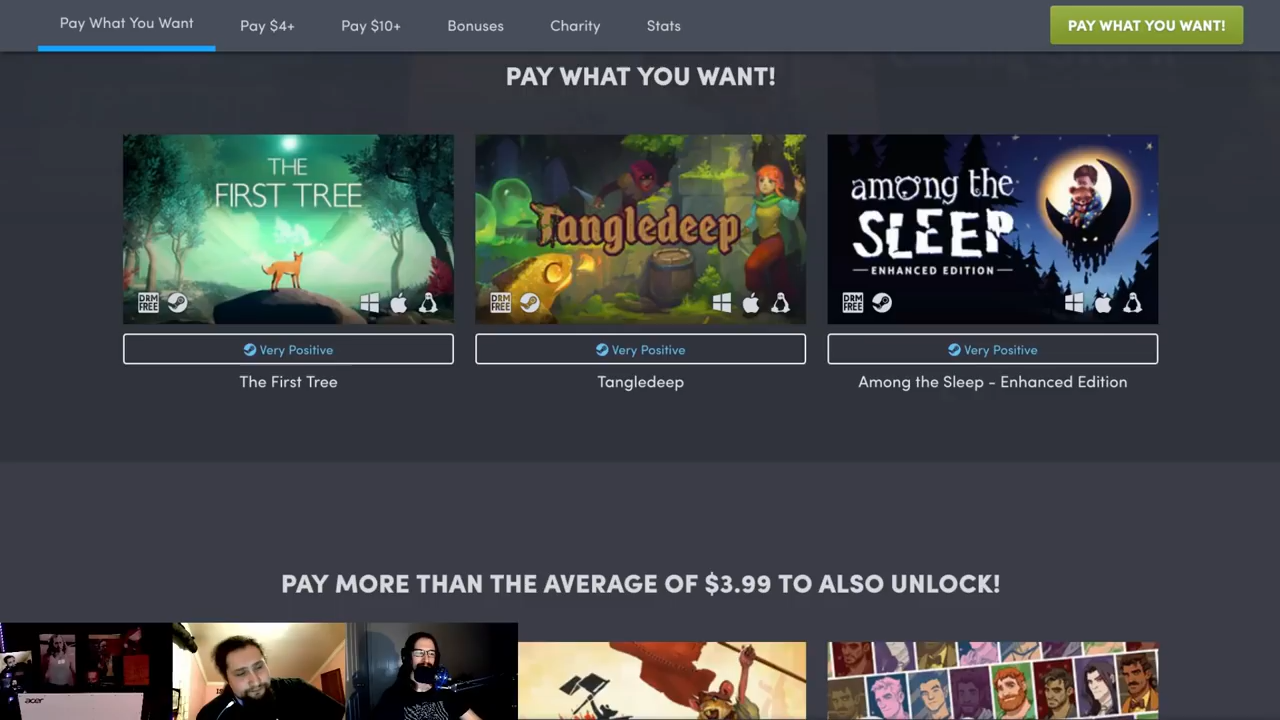 Pay What You Want
Pay $4+
Pay $10+
Bonuses
Charity
Stats
PAY WHAT YOU WANT!
PAY WHAT YOU WANT!
THE
FIRST TREE
DRM
FREE
Tangledeep
DRM
FREE
among the
SLEEP
ENHANCED EDITION
DRM
FREE
Very Positive
Very Positive
Very Positive
The First Tree
Tangledeep
Among the Sleep - Enhanced Edition
PAY MORE THAN THE AVERAGE OF $3.99 TO ALSO UNLOCK!
acer